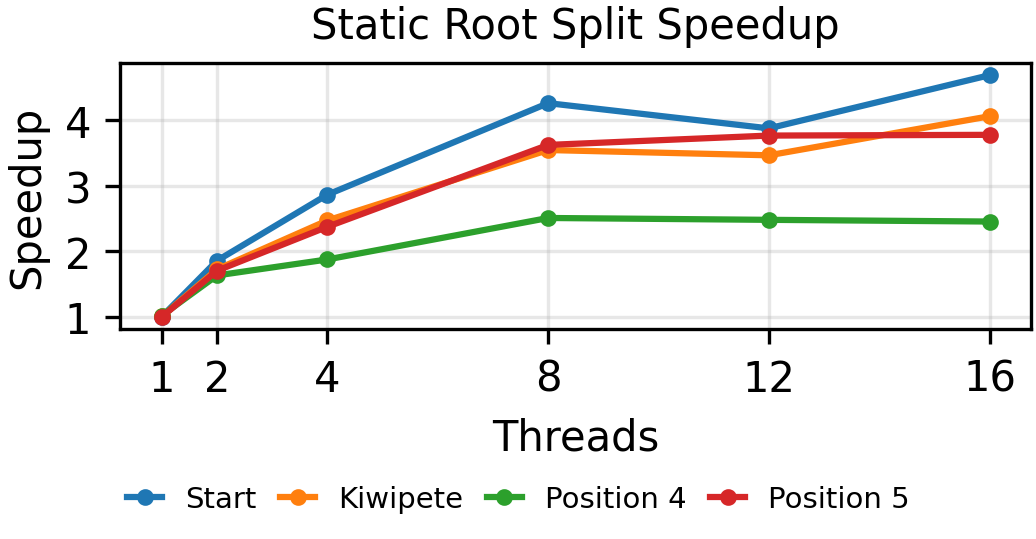 Static Root Split Speedup
Speedup
4
3
2
1
1 2 4 8 12 16
Threads
Start Kiwipete Position 4 Position 5